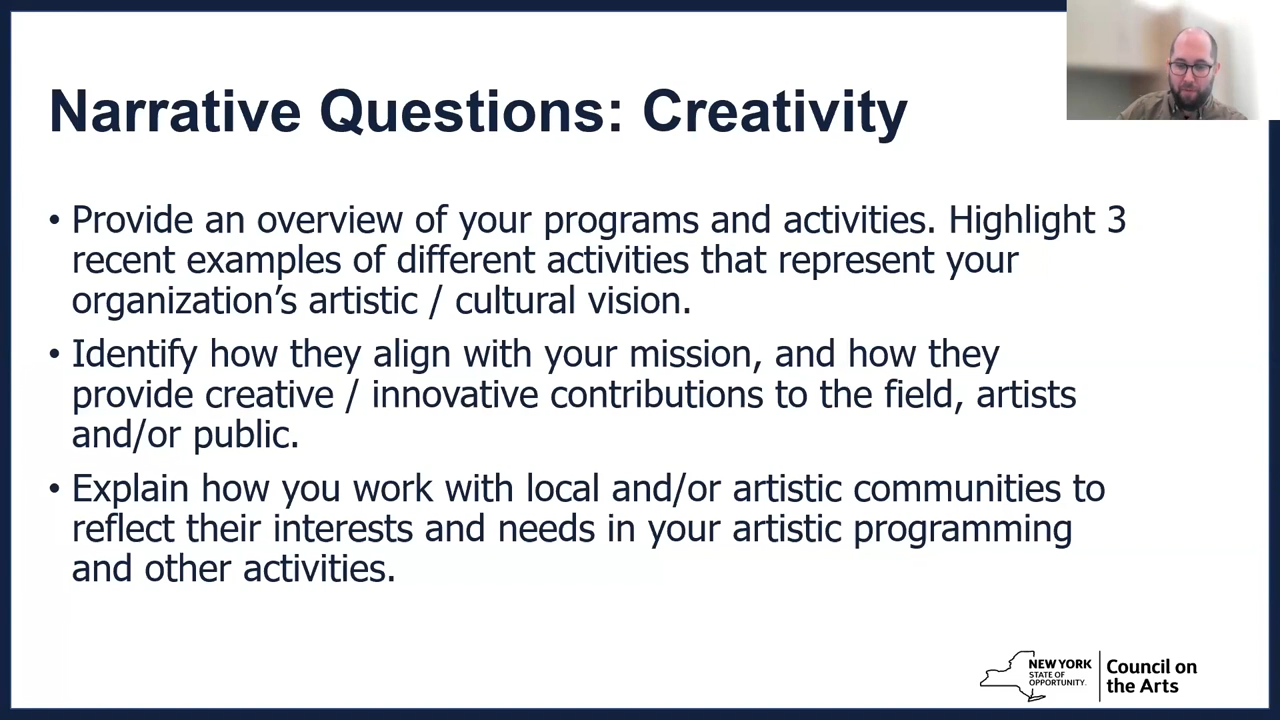 Narrative Questions: Creativity
• Provide an overview of your programs and activities. Highlight 3
recent examples of different activities that represent your
organization’s artistic / cultural vision.
• Identify how they align with your mission, and how they
provide creative / innovative contributions to the field, artists
and/or public.
• Explain how you work with local and/or artistic communities to
reflect their interests and needs in your artistic programming
and other activities.
NEW YORK
STATE OF
OPPORTUNITY.
Council on
the Arts